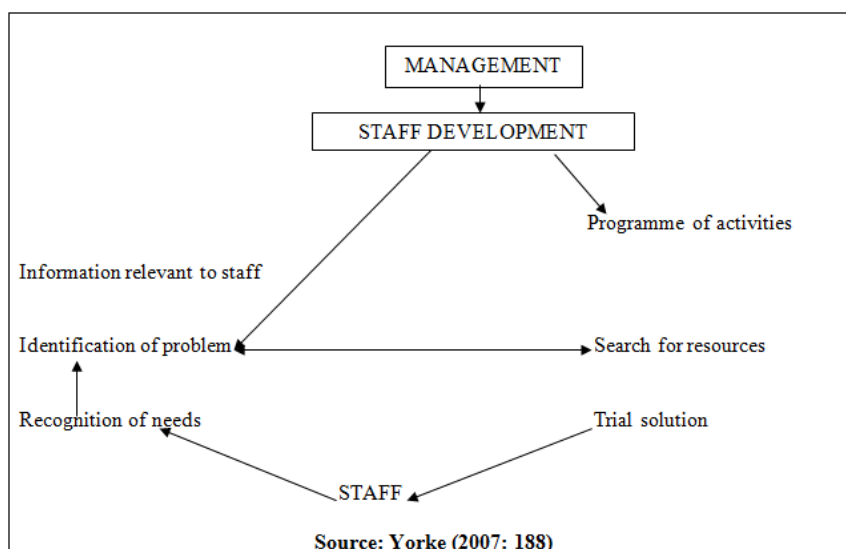 MANAGEMENT
STAFF DEVELOPMENT
Programme of activities
Information relevant to staff
Identification of problem
Search for resources
Recognition of needs
Trial solution
STAFF
Source: Yorke (2007: 188)